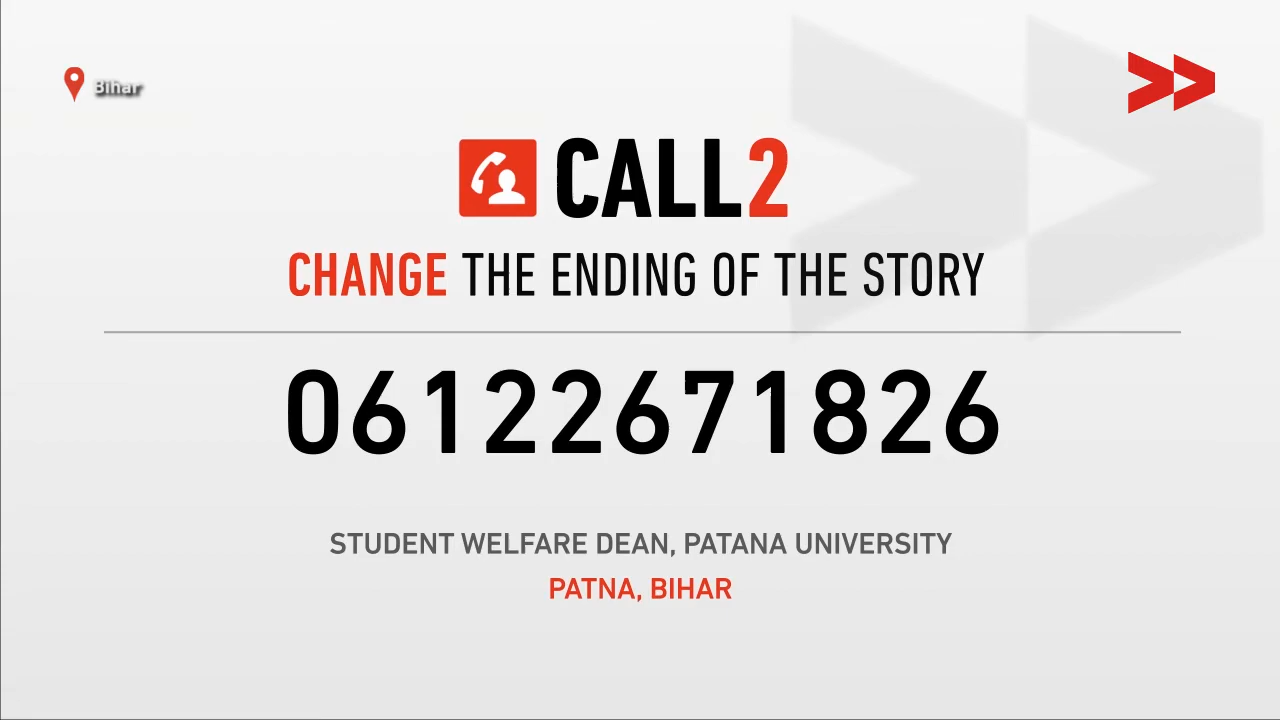 Bihar
CALL2
CHANGE THE ENDING OF THE STORY
06122671826
STUDENT WELFARE DEAN, PATANA UNIVERSITY
PATNA, BIHAR